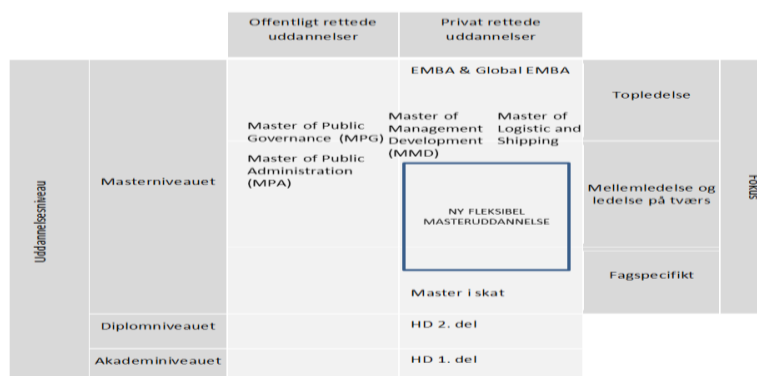 Offentligt rettede
uddannelser
Privat rettede
uddannelser
EMBA & Global EMBA
Topledelse
Master of Public
Governance (MPG)
Master of
Management
Development
(MMD)
Master of
Logistic and
Shipping
Master of Public
Administration
(MPA)
Uddannelsesniveau
Masterniveauet
NY FLEKSIBEL
MASTERUDDANNELSE
Mellemledelse og
ledelse på tværs
Fokus
Fagspecifikt
Master i skat
Diplomniveauet
HD 2. del
Akademiniveauet
HD 1. del